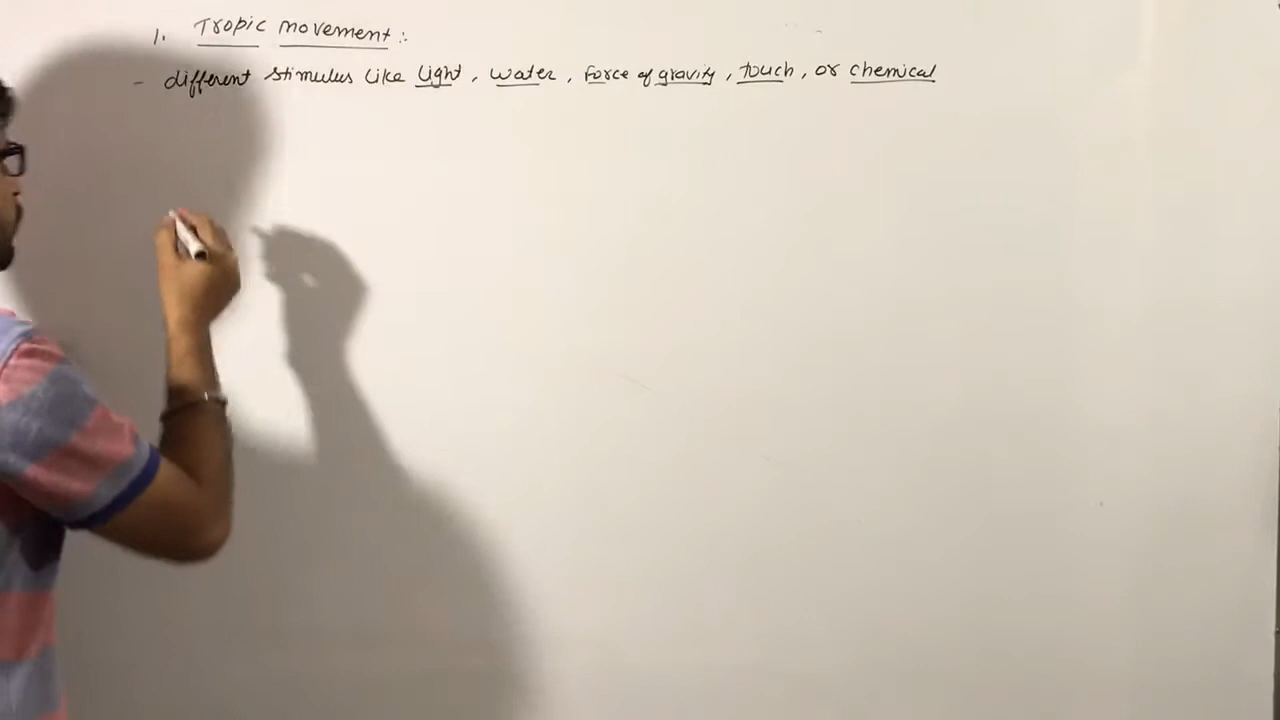 1. Tropic movement :-
- different stimulus like light, water, force of gravity, touch, or chemical